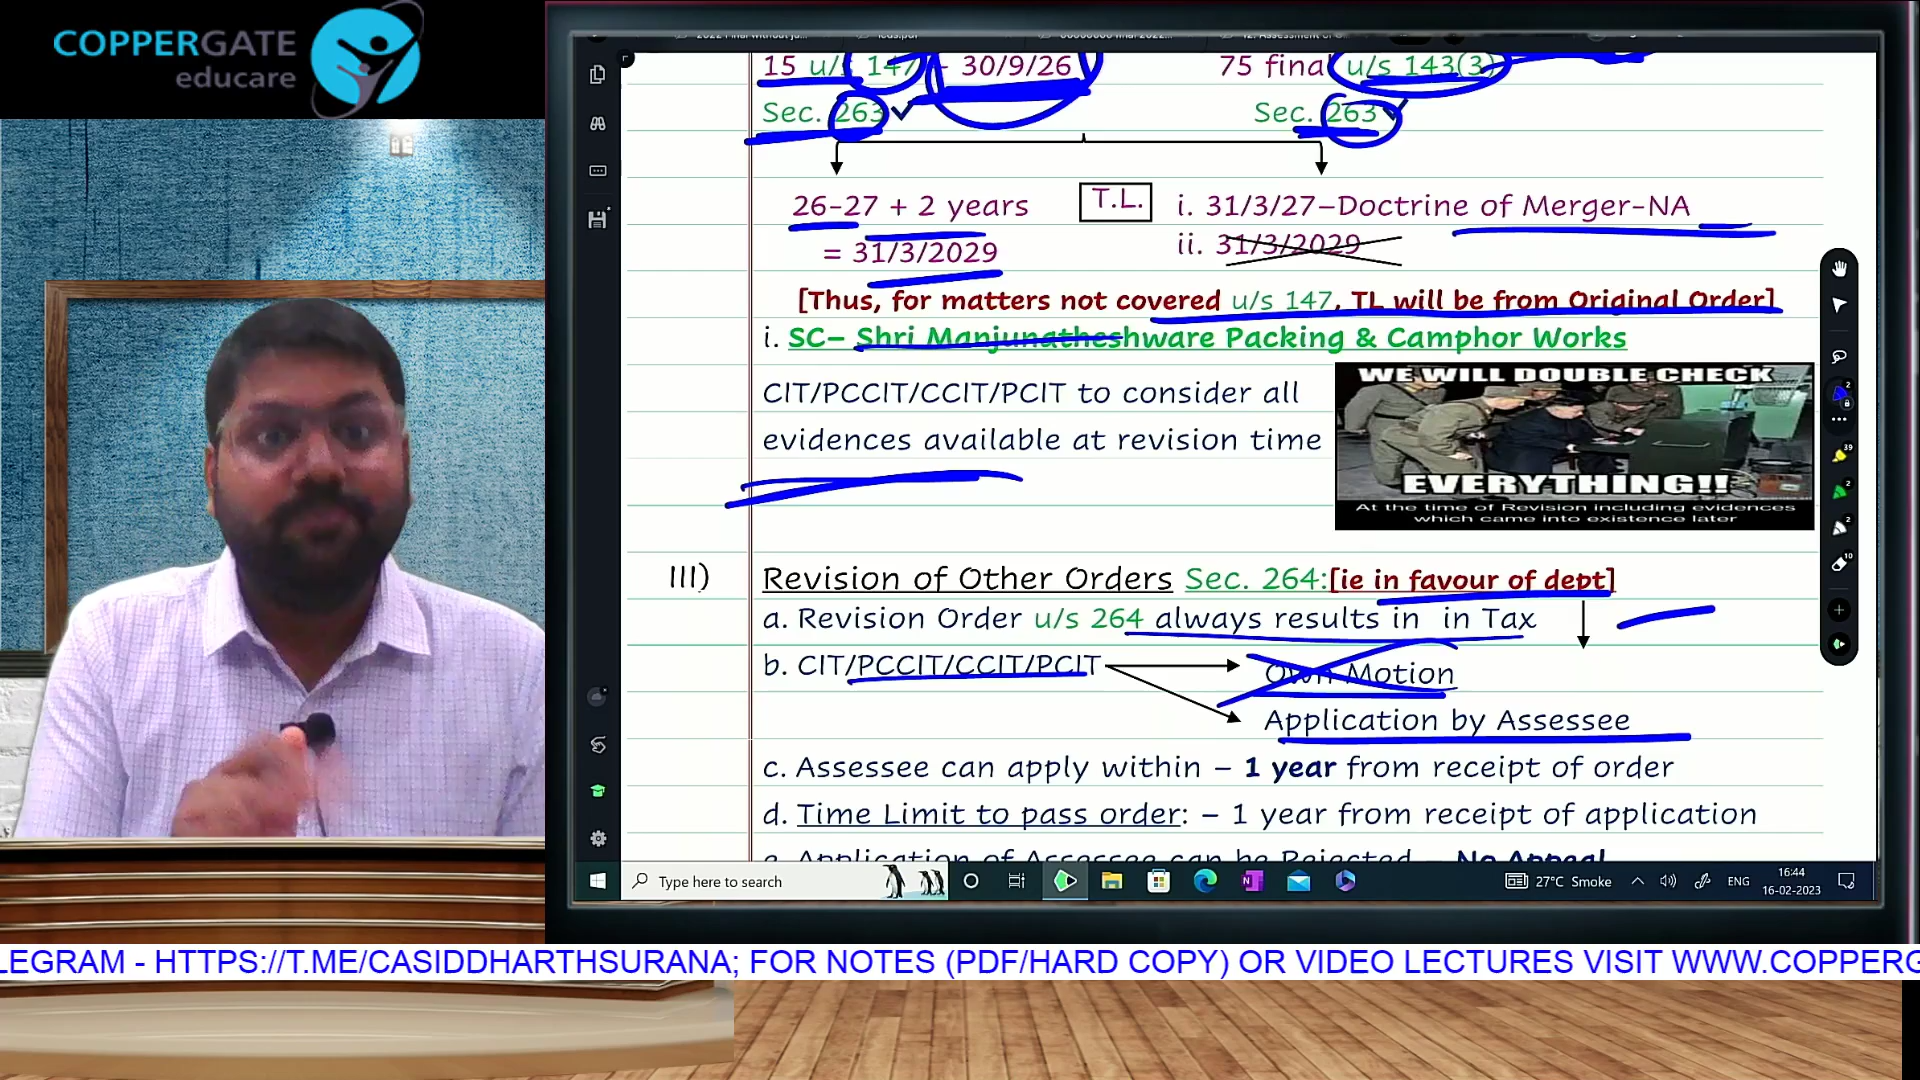 COPPERGATE
educare
15 u/s 147 - 30/9/26
75 final u/s 143(3)
Sec. 263
Sec. 263
26-27 + 2 years
= 31/3/2029
T.L.
i. 31/3/27–Doctrine of Merger-NA
ii. 31/3/2029
[Thus, for matters not covered u/s 147, TL will be from Original Order]
i. SC– Shri Manjunatheshware Packing & Camphor Works
CIT/PCCIT/CCIT/PCIT to consider all
evidences available at revision time
WE WILL DOUBLE CHECK
EVERYTHING!!
At the time of Revision including evidences
which came into existence later
III) Revision of Other Orders Sec. 264:[ie in favour of dept]
a. Revision Order u/s 264 always results in in Tax
b. CIT/PCCIT/CCIT/PCIT
Own Motion
Application by Assessee
c. Assessee can apply within – 1 year from receipt of order
d. Time Limit to pass order: – 1 year from receipt of application
e. Application of Assessee can be Rejected No Appeal
Type here to search
27°C Smoke
ENG
16:44
16-02-2023
LEGRAM - HTTPS://T.ME/CASIDDHARTHSURANA; FOR NOTES (PDF/HARD COPY) OR VIDEO LECTURES VISIT WWW.COPPERG